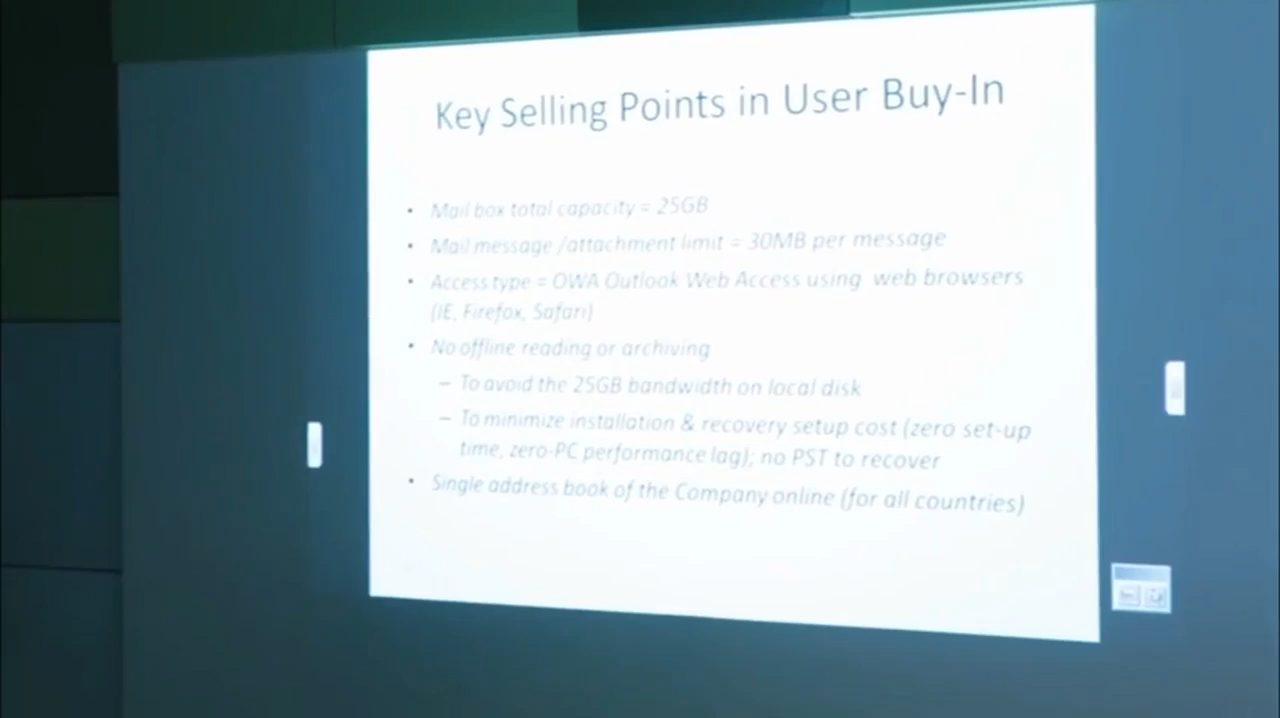 Key Selling Points in User Buy-In
• Mail box total capacity = 25GB
• Mail message /attachment limit = 30MB per message
• Access type = OWA Outlook Web Access using web browsers
(IE, Firefox, Safari)
• No offline reading or archiving
– To avoid the 25GB bandwidth on local disk
– To minimize installation & recovery setup cost (zero set-up
time, zero-PC performance lag); no PST to recover
• Single address book of the Company online (for all countries)